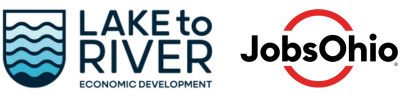 LAKE to
RIVER
ECONOMIC DEVELOPMENT
JobsOhio
®